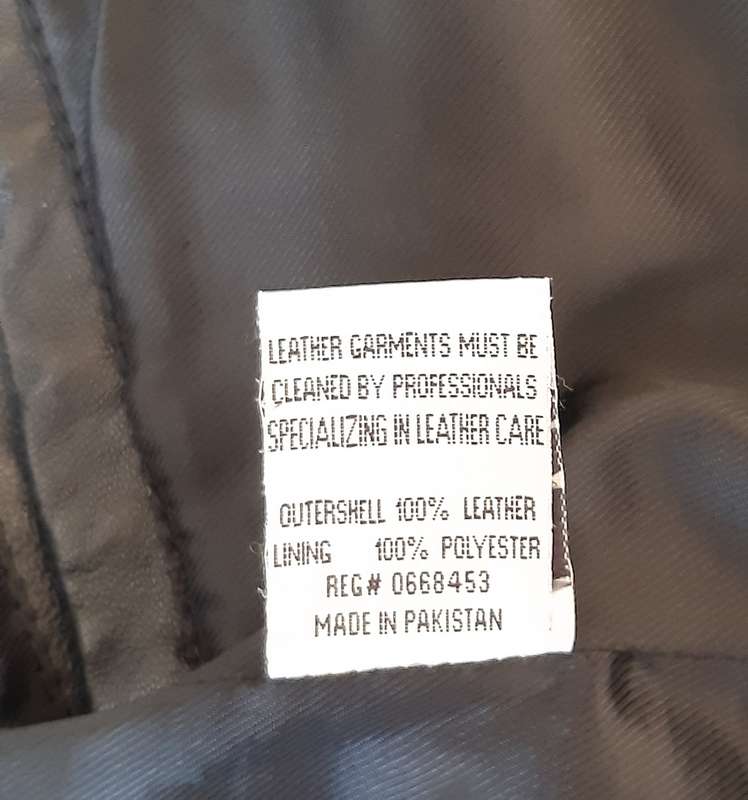 LEATHER GARMENTS MUST BE
CLEANED BY PROFESSIONALS
SPECIALIZING IN LEATHER CARE
OUTERSHELL 100% LEATHER
LINING 100% POLYESTER
REG# 0668453
MADE IN PAKISTAN